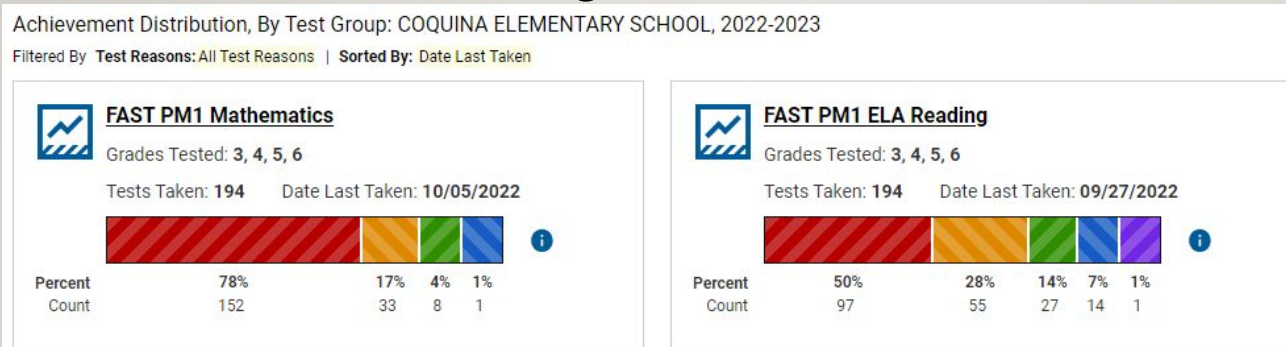 Achievement Distribution, By Test Group: COQUINA ELEMENTARY SCHOOL, 2022-2023
Filtered By Test Reasons: All Test Reasons | Sorted By: Date Last Taken
FAST PM1 Mathematics
Grades Tested: 3, 4, 5, 6
Tests Taken: 194 Date Last Taken: 10/05/2022
Percent 78% 17% 4% 1%
Count 152 33 8 1
FAST PM1 ELA Reading
Grades Tested: 3, 4, 5, 6
Tests Taken: 194 Date Last Taken: 09/27/2022
Percent 50% 28% 14% 7% 1%
Count 97 55 27 14 1